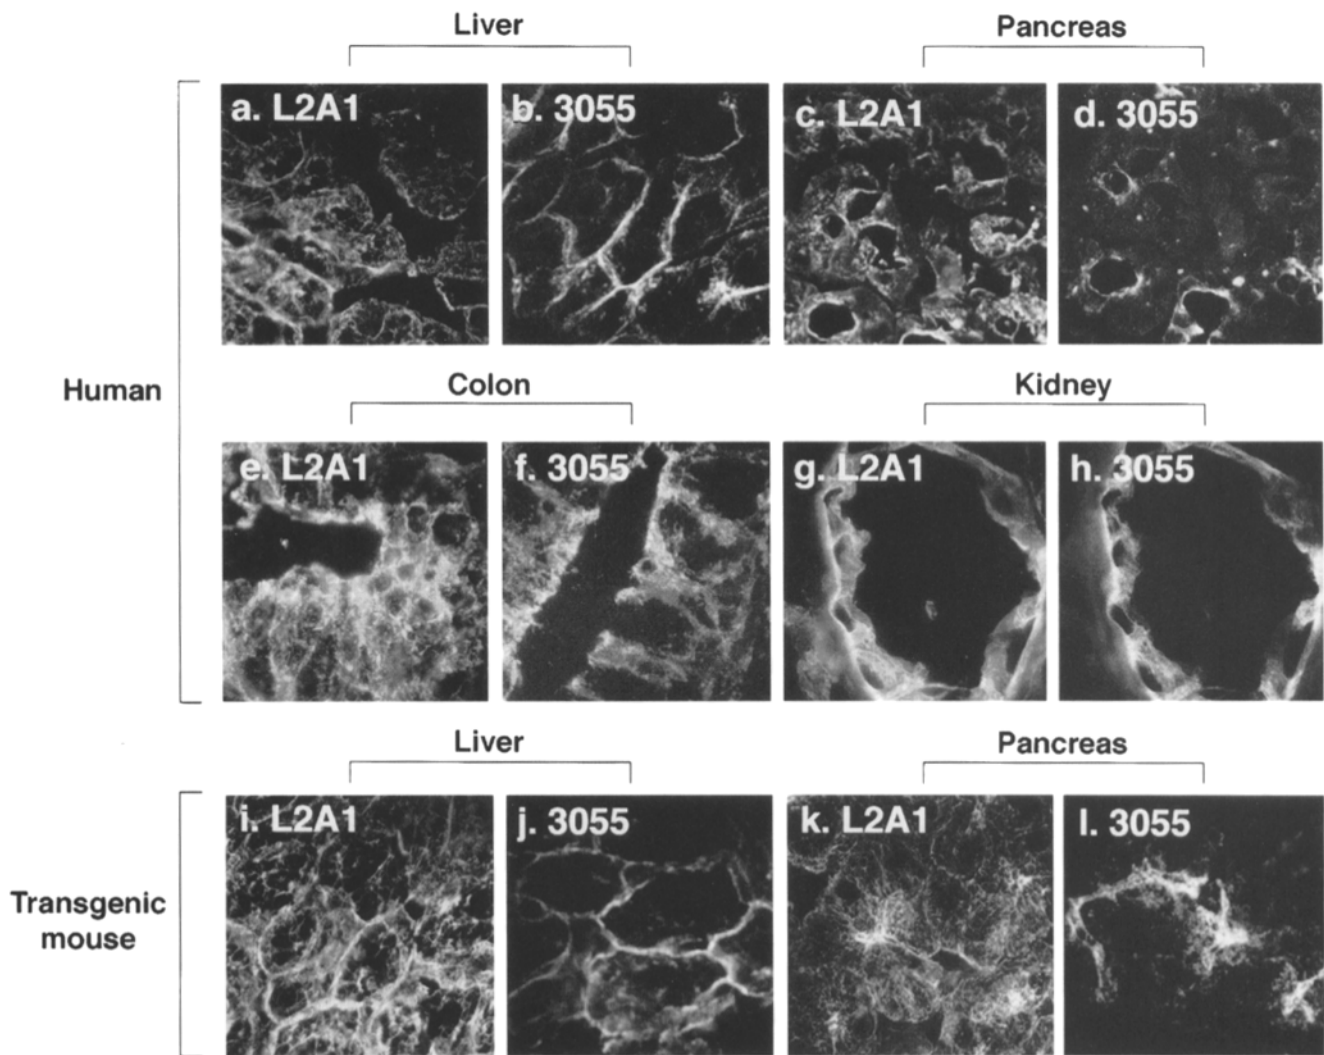 Liver
Pancreas
a. L2A1
b. 3055
c. L2A1
d. 3055
Human
Colon
Kidney
e. L2A1
f. 3055
g. L2A1
h. 3055
Liver
Pancreas
Transgenic
mouse
i. L2A1
j. 3055
k. L2A1
l. 3055